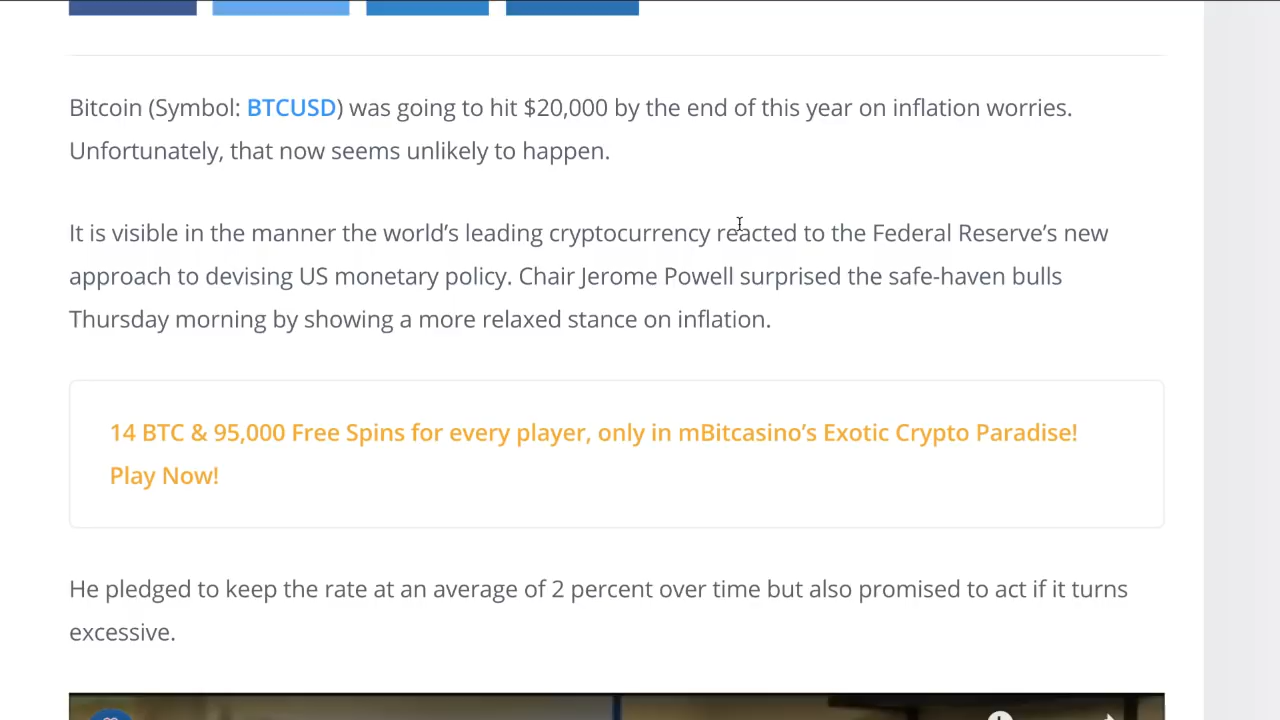 Bitcoin (Symbol: BTCUSD) was going to hit $20,000 by the end of this year on inflation worries.
Unfortunately, that now seems unlikely to happen.
It is visible in the manner the world’s leading cryptocurrency reacted to the Federal Reserve’s new
approach to devising US monetary policy. Chair Jerome Powell surprised the safe-haven bulls
Thursday morning by showing a more relaxed stance on inflation.
14 BTC & 95,000 Free Spins for every player, only in mBitcasino’s Exotic Crypto Paradise!
Play Now!
He pledged to keep the rate at an average of 2 percent over time but also promised to act if it turns
excessive.